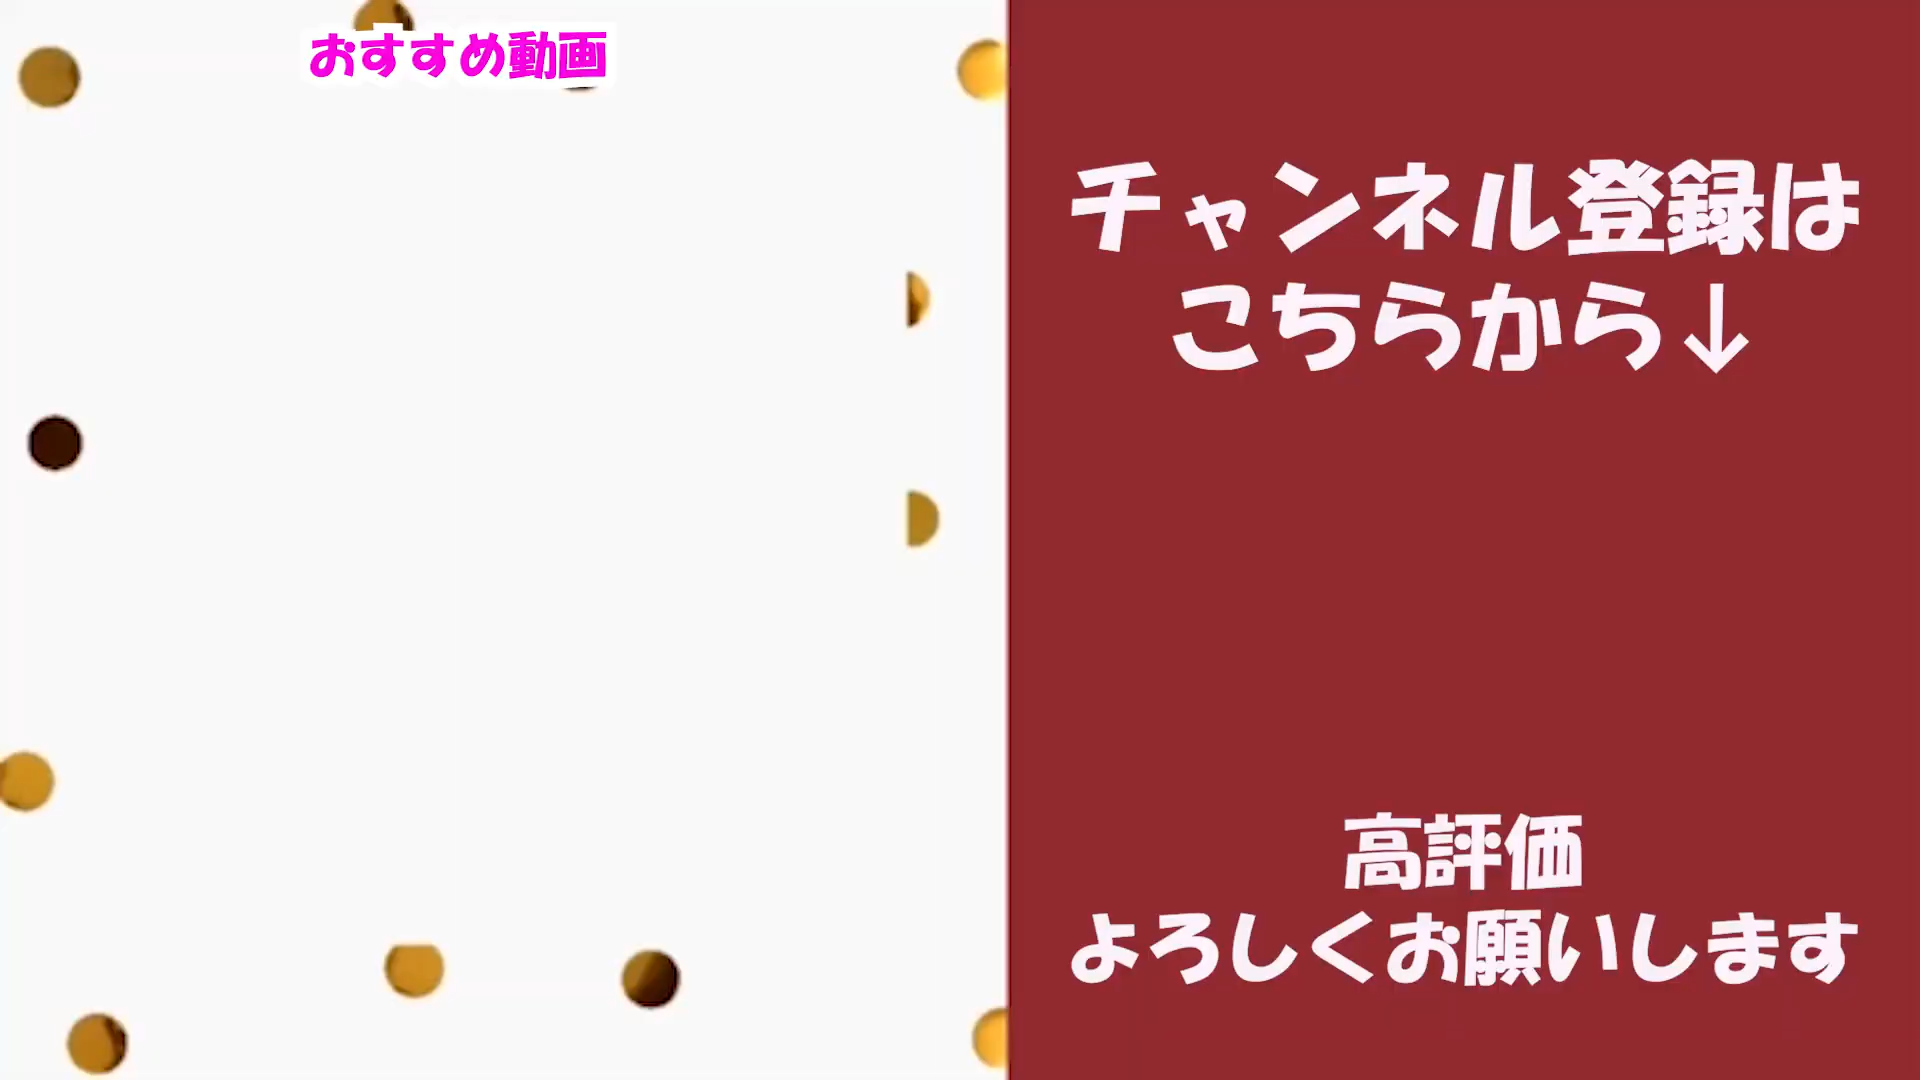 おすすめ動画
チャンネル登録は
こちらから↓
高評価
よろしくお願いします